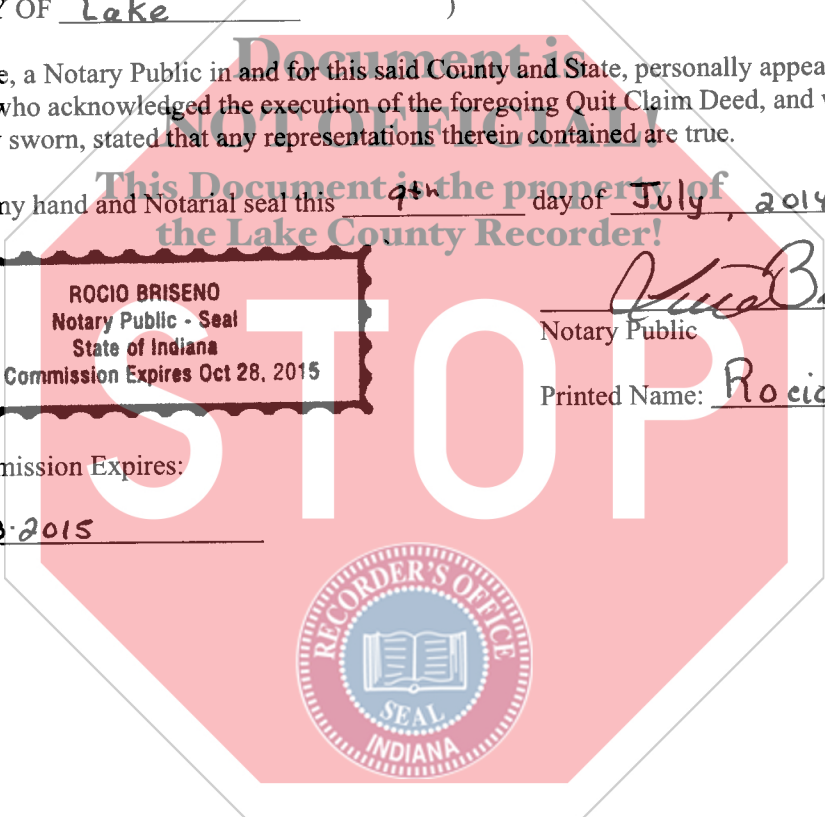 Y OF Lake )
Document is
e, a Notary Public in and for this said County and State, personally appea
who acknowledged the execution of the foregoing Quit Claim Deed, and
NOT OFFICIAL!
sworn, stated that any representations therein contained are true.
This Document is the property of
ny hand and Notarial seal this 9th day of July, 2014
the Lake County Recorder!
ROCIO BRISENO
Notary Public - Seal
State of Indiana
Commission Expires Oct 28, 2015
Notary Public
Printed Name: Rocio
STOP
mission Expires:
2015
RECORDER'S OFFICE
SEAL
INDIANA